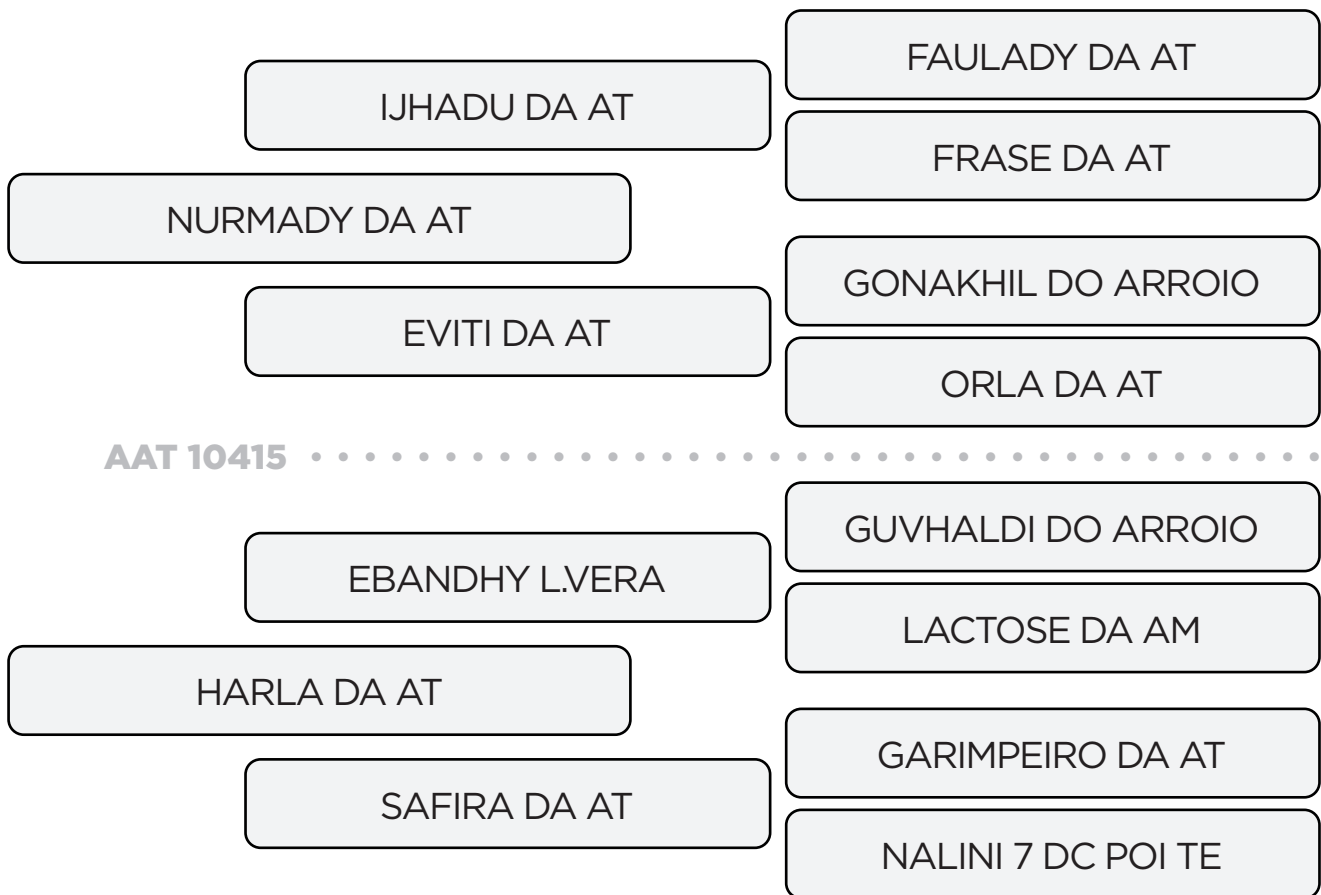 FAULADY DA AT
IJHADU DA AT
FRASE DA AT
NURMADY DA AT
GONAKHIL DO ARROIO
EVITI DA AT
ORLA DA AT
AAT 10415
GUVHALDI DO ARROIO
EBANDHY L.VERA
LACTOSE DA AM
HARLA DA AT
GARIMPEIRO DA AT
SAFIRA DA AT
NALINI 7 DC POI TE